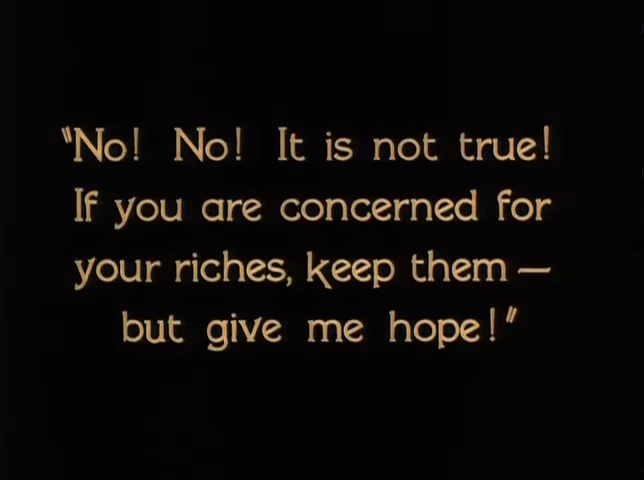 "No! No! It is not true!
If you are concerned for
your riches, keep them —
but give me hope!"